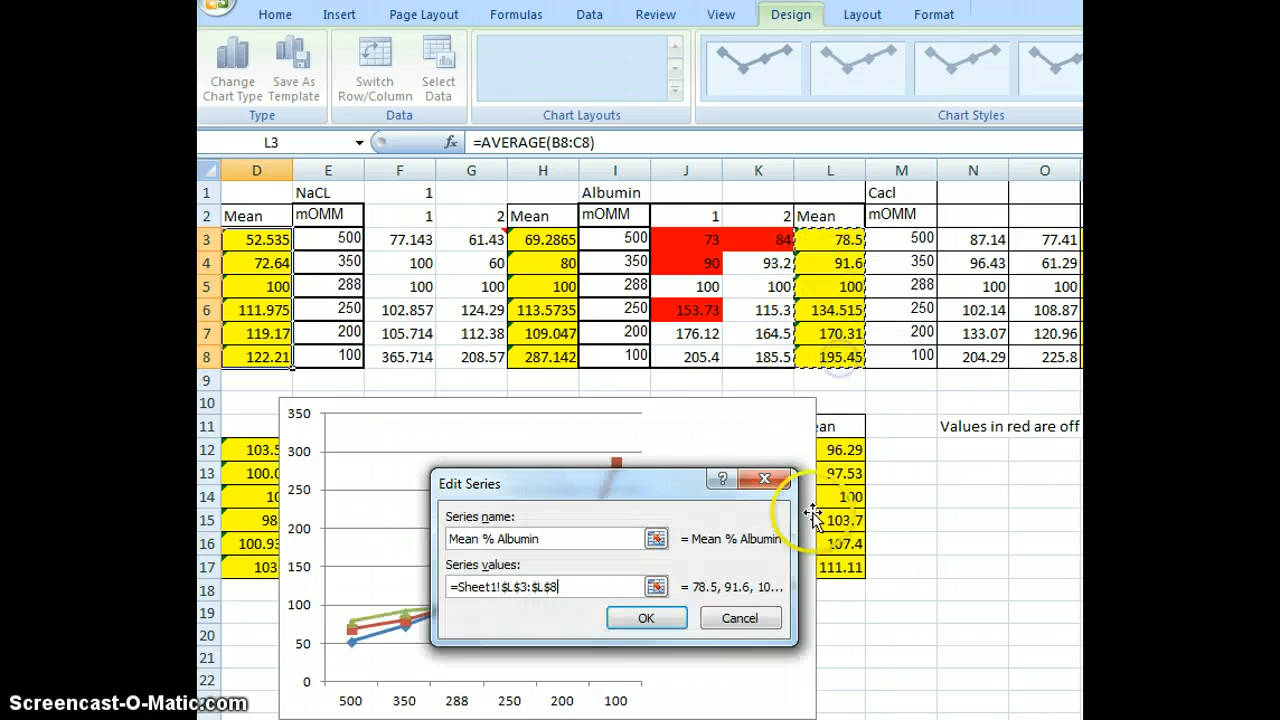 Home Insert Page Layout Formulas Data Review View Design Layout Format
Change Chart Type Save As Template Switch Row/Column Select Data
Type Data Chart Layouts Chart Styles
L3 fx =AVERAGE(B8:C8)
D E F G H I J K L M N O
1 NaCL 1 Albumin Cacl
2 Mean mOMM 1 2 Mean mOMM 1 2 Mean mOMM
3 52.535 500 77.143 61.43 69.2865 500 73 84 78.5 500 87.14 77.41
4 72.64 350 100 60 80 350 90 93.2 91.6 350 96.43 61.29
5 100 288 100 100 100 288 100 100 100 288 100 100
6 111.975 250 102.857 124.29 113.5735 250 153.73 115.3 134.515 250 102.14 108.87
7 119.17 200 105.714 112.38 109.047 200 176.12 164.5 170.31 200 133.07 120.96
8 122.21 100 365.714 208.57 287.142 100 205.4 185.5 195.45 100 204.29 225.8
9
10
11 Values in red are off
12 103.5 96.29
13 100.0 97.53
14 100
15 98 103.7
16 100.93 107.4
17 103 111.11
18
19
20
21
22
350
300
250
200
100
50
0
500 350 288 250 200 100
Edit Series
Series name:
Mean % Albumin = Mean % Albumin
Series values:
=Sheet1!$L$3:$L$8 = 78.5, 91.6, 10...
OK Cancel
Screencast-O-Matic.com